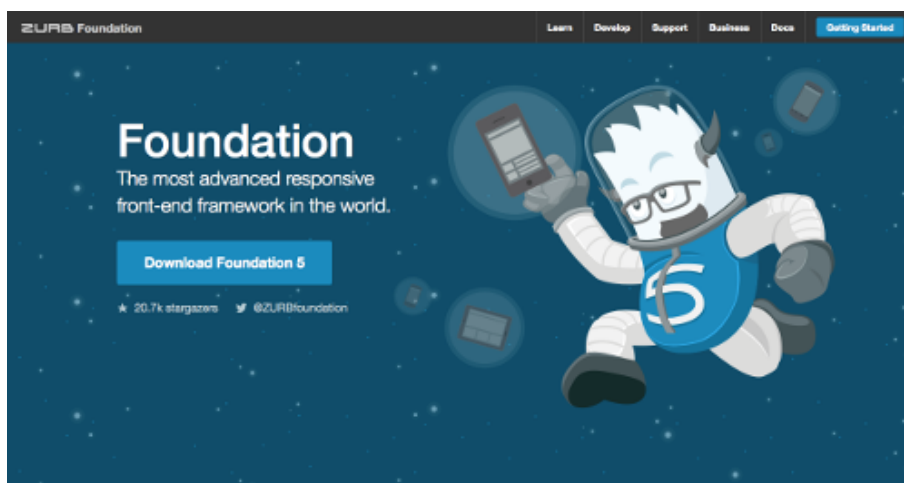 ZURB Foundation
Learn Develop Support Business Docs Getting Started
Foundation
The most advanced responsive
front-end framework in the world.
Download Foundation 5
20.7k stargazers @ZURBfoundation
5